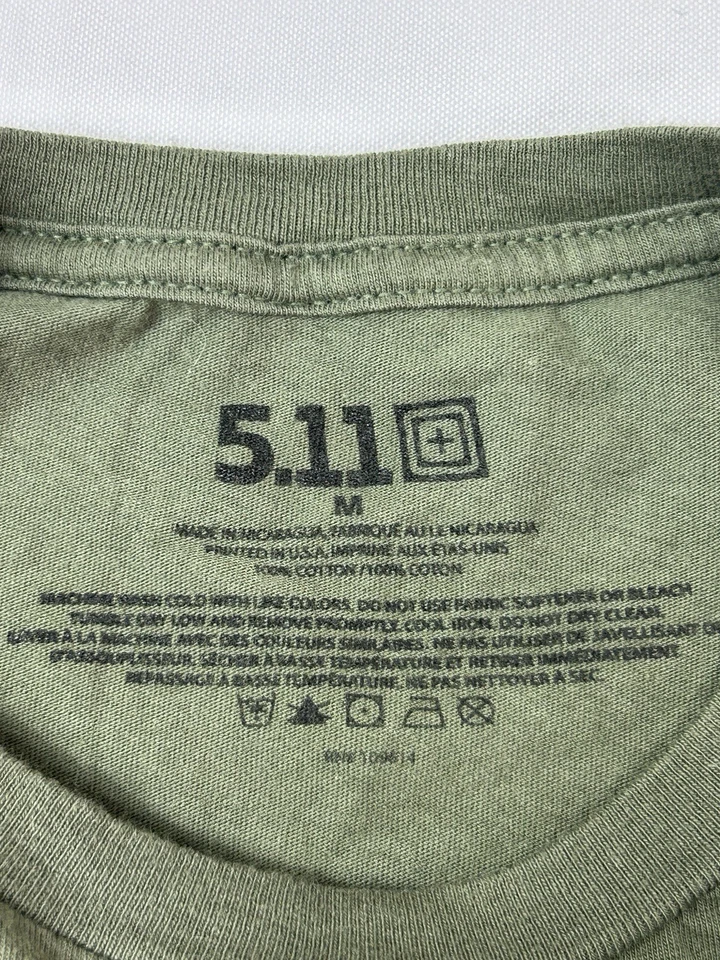 5.11
M
MADE IN NICARAGUA, FABRIQUÉ AU LE NICARAGUA
PRINTED IN U.S.A. IMPRIMÉ AUX ÉTAS-UNIS
100% COTTON / 100% COTON
MACHINE WASH COLD WITH LIKE COLORS. DO NOT USE FABRIC SOFTENER OR BLEACH
TUMBLE DRY LOW AND REMOVE PROMPTLY. COOL IRON. DO NOT DRY CLEAN.
LAVER À LA MACHINE AVEC DES COULEURS SIMILAIRES. NE PAS UTILISER DE JAVELLISANT
D'ASSOUPLISSEUR. SÉCHER À BASSE TEMPÉRATURE ET RETIRER IMMÉDIATEMENT.
REPASSAGE À BASSE TEMPÉRATURE. NE PAS NETTOYER À SEC.
RN# 109614